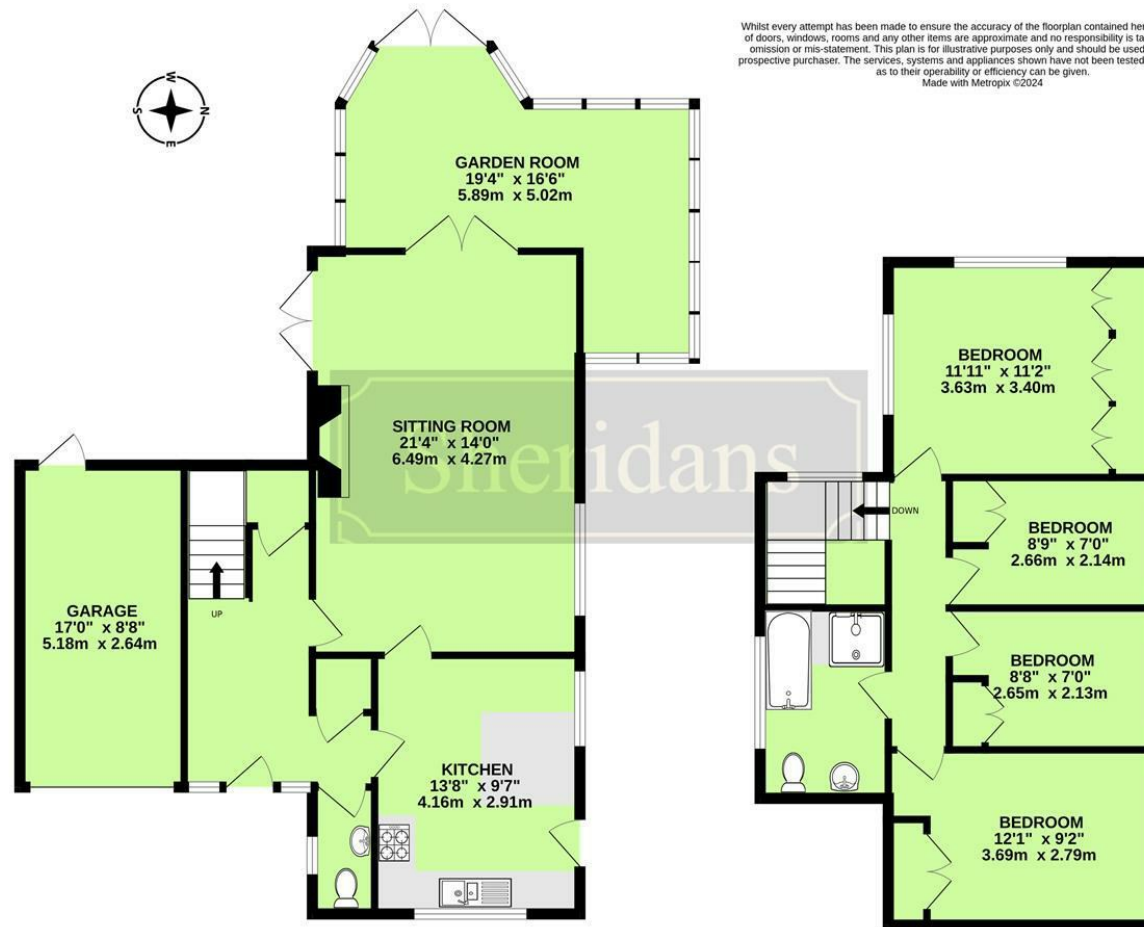 Whilst every attempt has been made to ensure the accuracy of the floorplan contained
of doors, windows, rooms and any other items are approximate and no responsibility is
omission or mis-statement. This plan is for illustrative purposes only and should be used
prospective purchaser. The services, systems and appliances shown have not been tested
as to their operability or efficiency can be given.
Made with Metropix ©2024
W
S
N
E
GARDEN ROOM
19'4" x 16'6"
5.89m x 5.02m
SITTING ROOM
21'4" x 14'0"
6.49m x 4.27m
Sheridans
GARAGE
17'0" x 8'8"
5.18m x 2.64m
UP
KITCHEN
13'8" x 9'7"
4.16m x 2.91m
BEDROOM
11'11" x 11'2"
3.63m x 3.40m
DOWN
BEDROOM
8'9" x 7'0"
2.66m x 2.14m
BEDROOM
8'8" x 7'0"
2.65m x 2.13m
BEDROOM
12'1" x 9'2"
3.69m x 2.79m